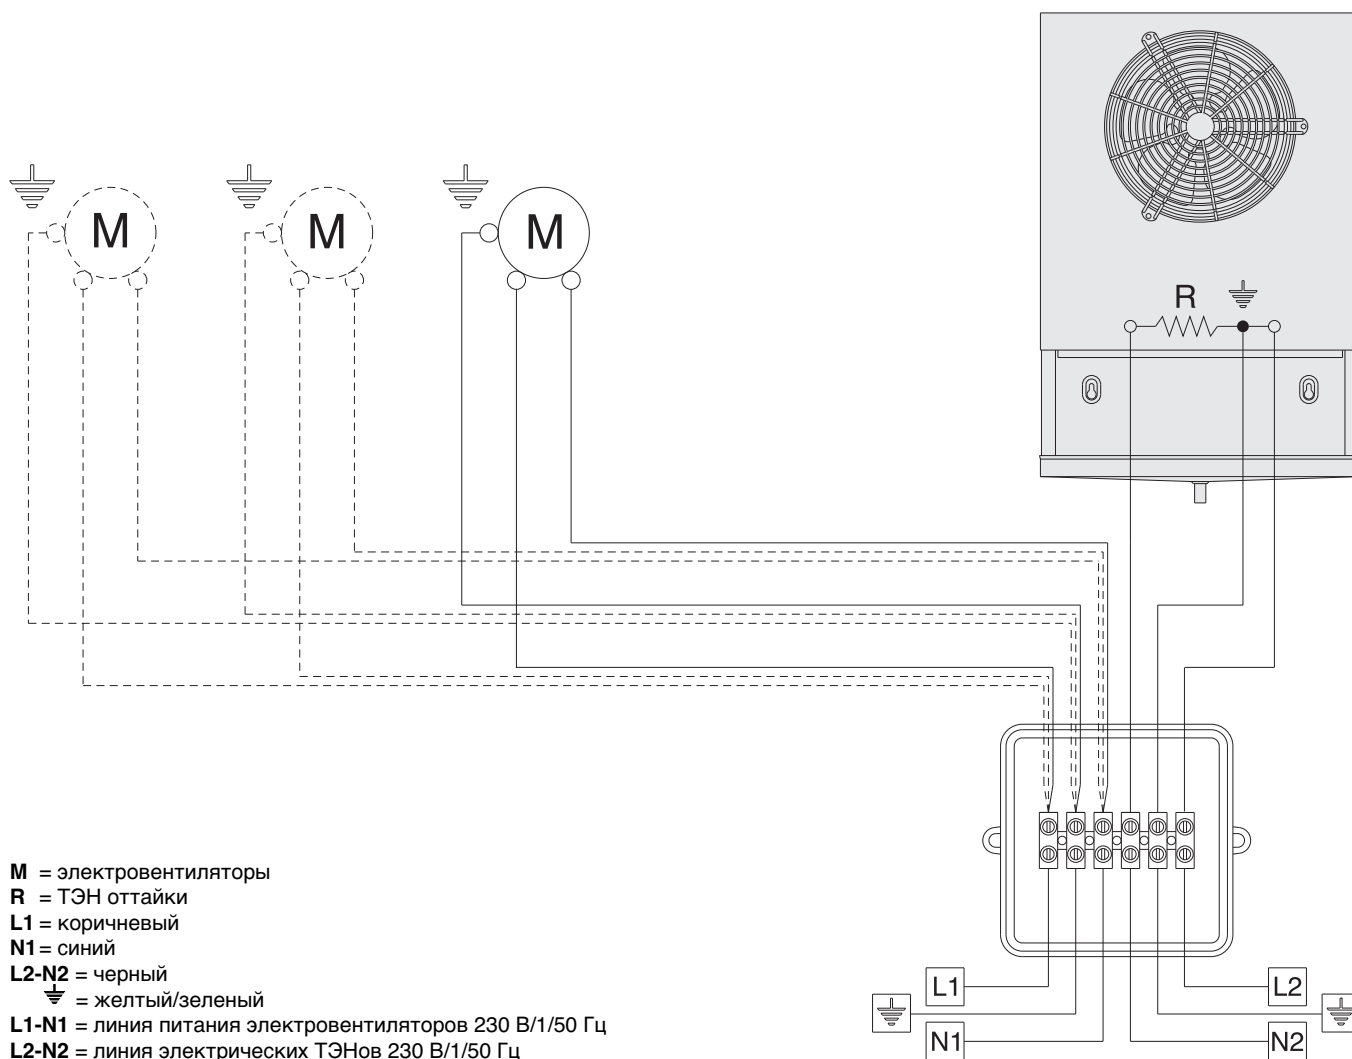 M M M
R
M = электровентиляторы
R = ТЭН оттайки
L1 = коричневый
N1 = синий
L2-N2 = черный
= желтый/зеленый
L1-N1 = линия питания электровентиляторов 230 В/1/50 Гц
L2-N2 = линия электрических ТЭНов 230 В/1/50 Гц
L1 L2
N1 N2